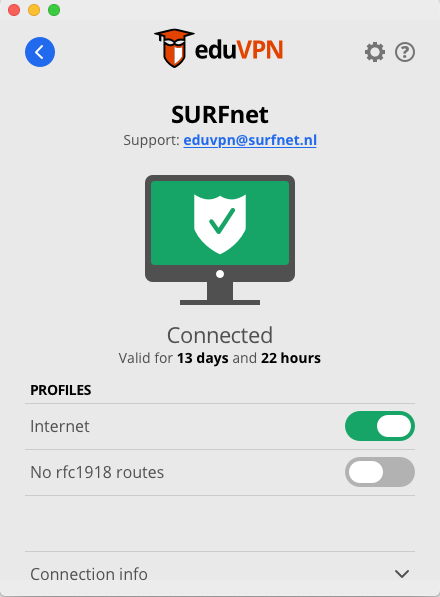 eduVPN
SURFnet
Support: eduvpn@surfnet.nl
Connected
Valid for 13 days and 22 hours
PROFILES
Internet
No rfc1918 routes
Connection info